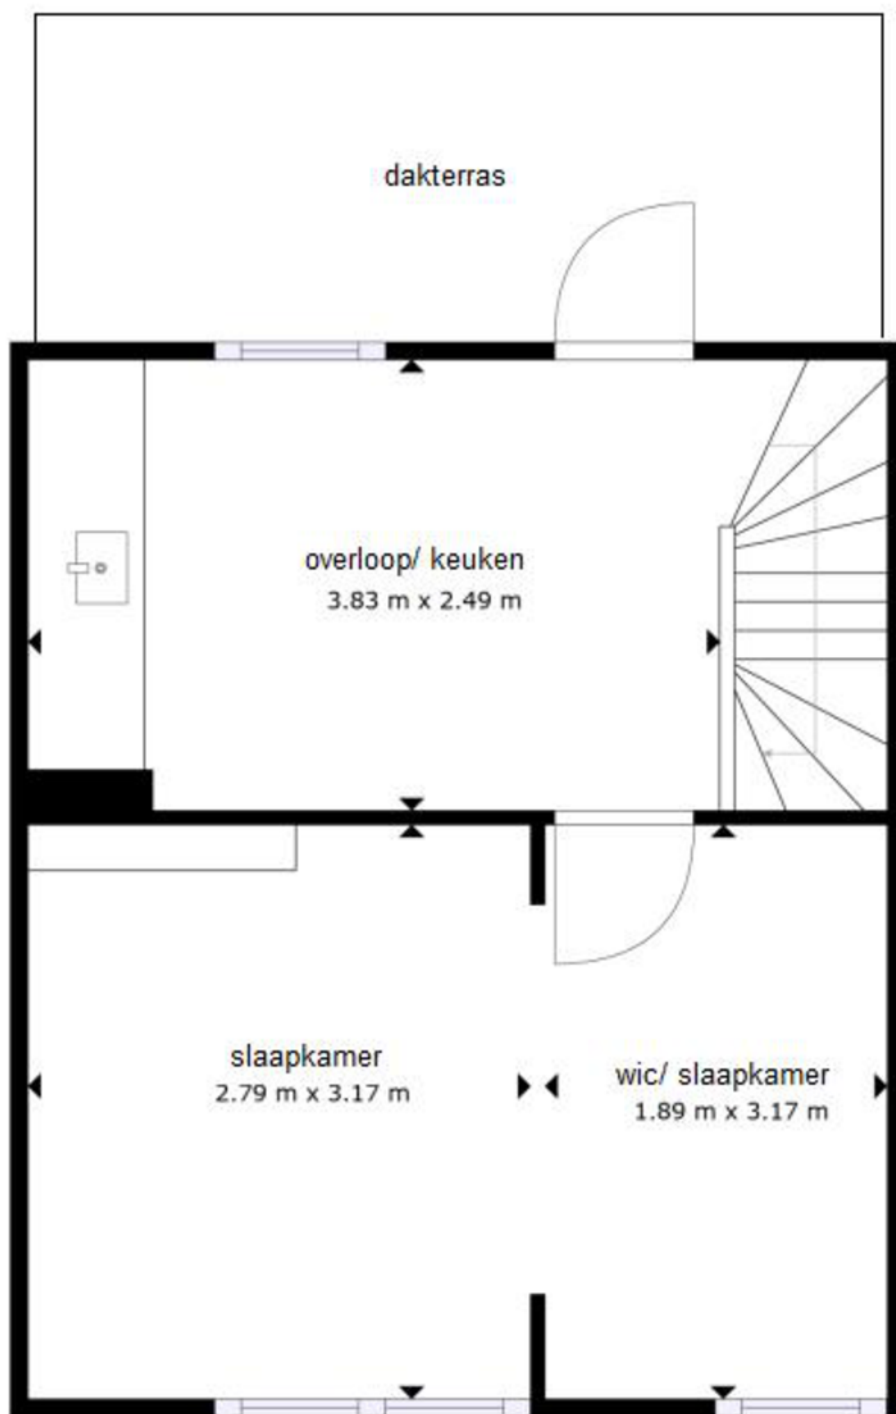 dakterras
overloop/ keuken
3.83 m x 2.49 m
slaapkamer
2.79 m x 3.17 m
wic/ slaapkamer
1.89 m x 3.17 m